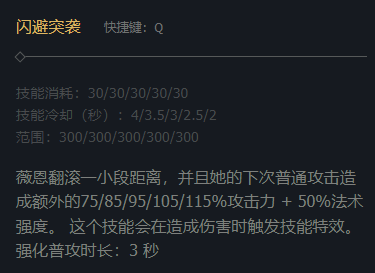 闪避突袭 快捷键：Q
技能消耗：30/30/30/30/30
技能冷却（秒）：4/3.5/3/2.5/2
范围：300/300/300/300/300
薇恩翻滚一小段距离，并且她的下次普通攻击造
成额外的75/85/95/105/115%攻击力 + 50%法术
强度。 这个技能会在造成伤害时触发技能特效。
强化普攻时长：3 秒